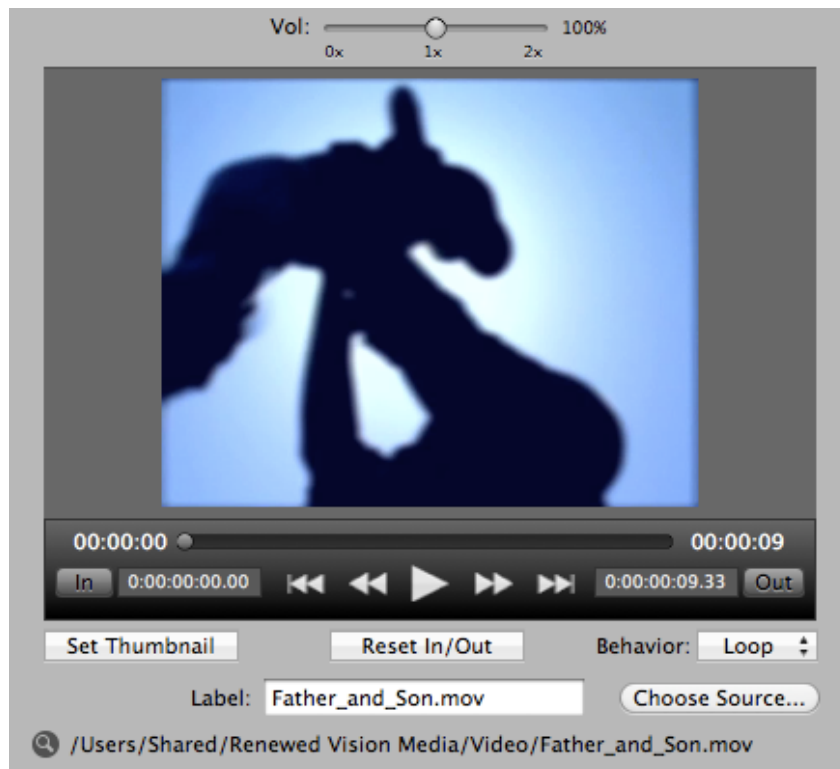 Vol: 100%
0x 1x 2x
00:00:00 00:00:09
In 0:00:00:00.00 0:00:00:09.33 Out
Set Thumbnail Reset In/Out Behavior: Loop
Label: Father_and_Son.mov Choose Source...
/Users/Shared/Renewed Vision Media/Video/Father_and_Son.mov